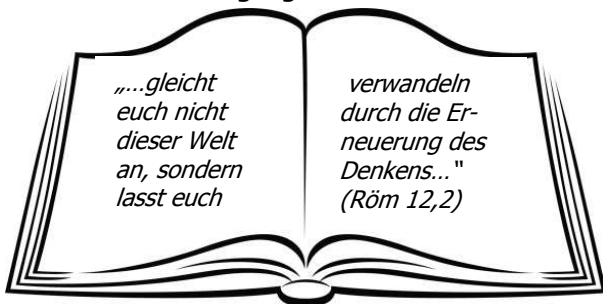 „…gleicht
euch nicht
dieser Welt
an, sondern
lasst euch
verwandeln
durch die Er-
neuerung des
Denkens…“
(Röm 12,2)